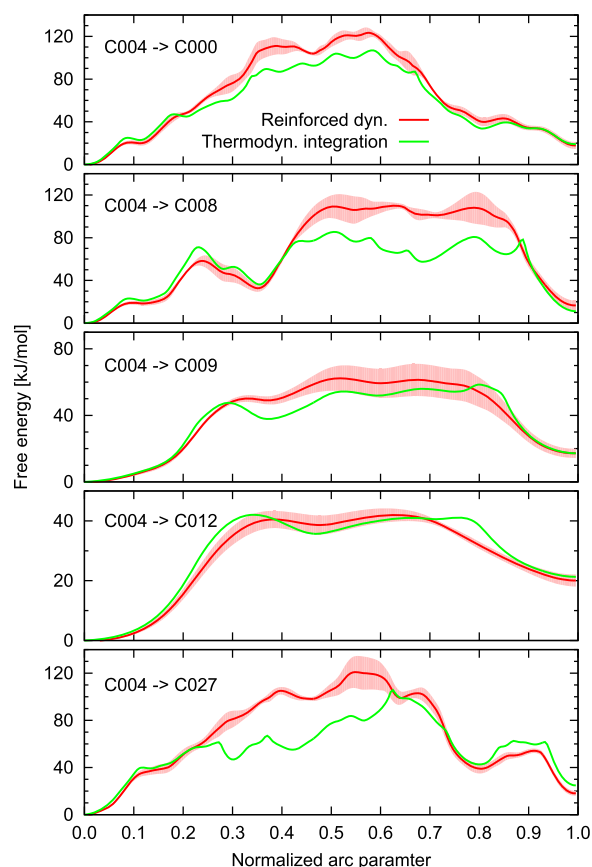 C004 -> C000
Reinforced dyn.
Thermodyn. integration
0
40
80
120
C004 -> C008
0
40
80
120
C004 -> C009
0
40
80
C004 -> C012
0
20
40
C004 -> C027
0
40
80
120
0.0 0.1 0.2 0.3 0.4 0.5 0.6 0.7 0.8 0.9 1.0
Free energy [kJ/mol]
Normalized arc paramter